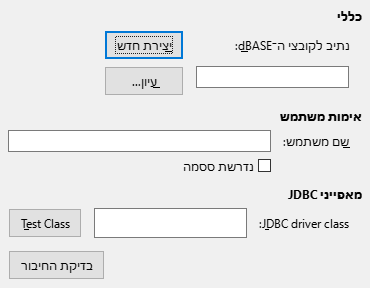 כללי
נתיב לקובצי ה־dBASE:
יצירת חדש
עיון...
אימות משתמש
שם משתמש:
נדרשת ססמה
מאפייני JDBC
JDBC driver class:
Test Class
בדיקת החיבור